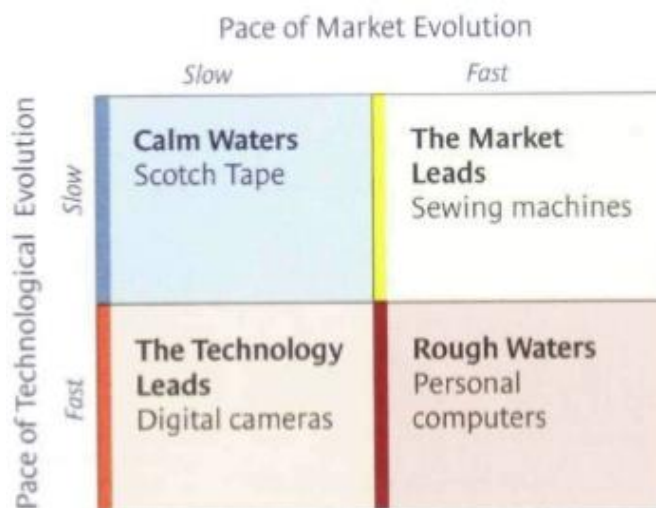 Pace of Market Evolution
Slow
Fast
Pace of Technological Evolution
Slow
Calm Waters
Scotch Tape
The Market
Leads
Sewing machines
Fast
The Technology
Leads
Digital cameras
Rough Waters
Personal
computers